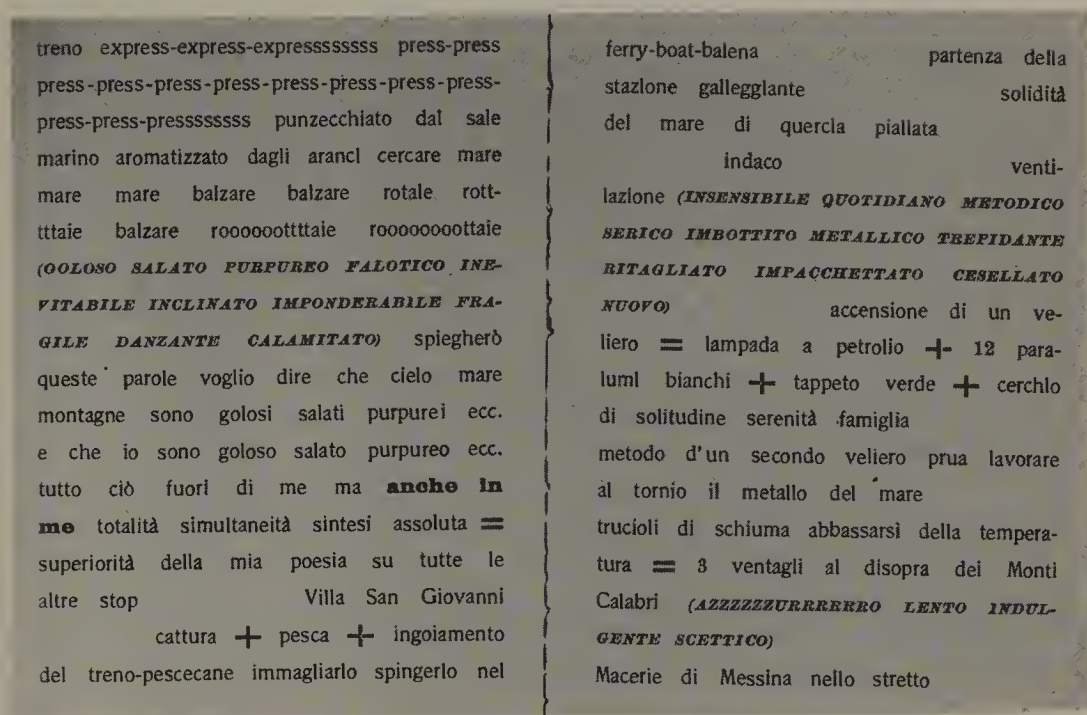 treno express-express-expressssssss press-press
press-press-press-press-press-press-press-press-
press-press-pressssssssss punzecchiato dal sale
marino aromatizzato dagli aranci cercare mare
mare mare balzare balzare rotaie rott-
tttaie balzare roooooottttaie rooooooootttaie
(GOLOSO SALATO PURPUREO FALOTICO INE-
VITABILE INCLINATO IMPONDERABILE FRA-
GILE DANZANTE CALAMITATO) spiegherò
queste parole voglio dire che cielo mare
montagne sono golosi salati purpurei ecc.
e che io sono goloso salato purpureo ecc.
tutto ciò fuori di me ma anche in
me totalità simultaneità sintesi assoluta =
superiorità della mia poesia su tutte le
altre stop Villa San Giovanni
cattura + pesca + ingoiamento
del treno-pescecane immagliarlo spingerlo nel
ferry-boat-balena partenza della
stazione galleggiante solidità
del mare di quercia piallata
indaco venti-
lazione (INSENSIBILE QUOTIDIANO METODICO
SERICO IMBOTTITO METALLICO TREPIDANTE
RITAGLIATO IMPACCHETTATO CESELLATO
NUOVO) accensione di un ve-
liero = lampada a petrolio + 12 para-
lumi bianchi + tappeto verde + cerchio
di solitudine serenità famiglia
metodo d'un secondo veliero prua lavorare
al tornio il metallo del mare
trucioli di schiuma abbassarsi della tempera-
tura = 3 ventagli al disopra dei Monti
Calabri (AZZZZZZURRRRRRO LENTO INDUL-
GENTE SCETTICO)
Macerie di Messina nello stretto